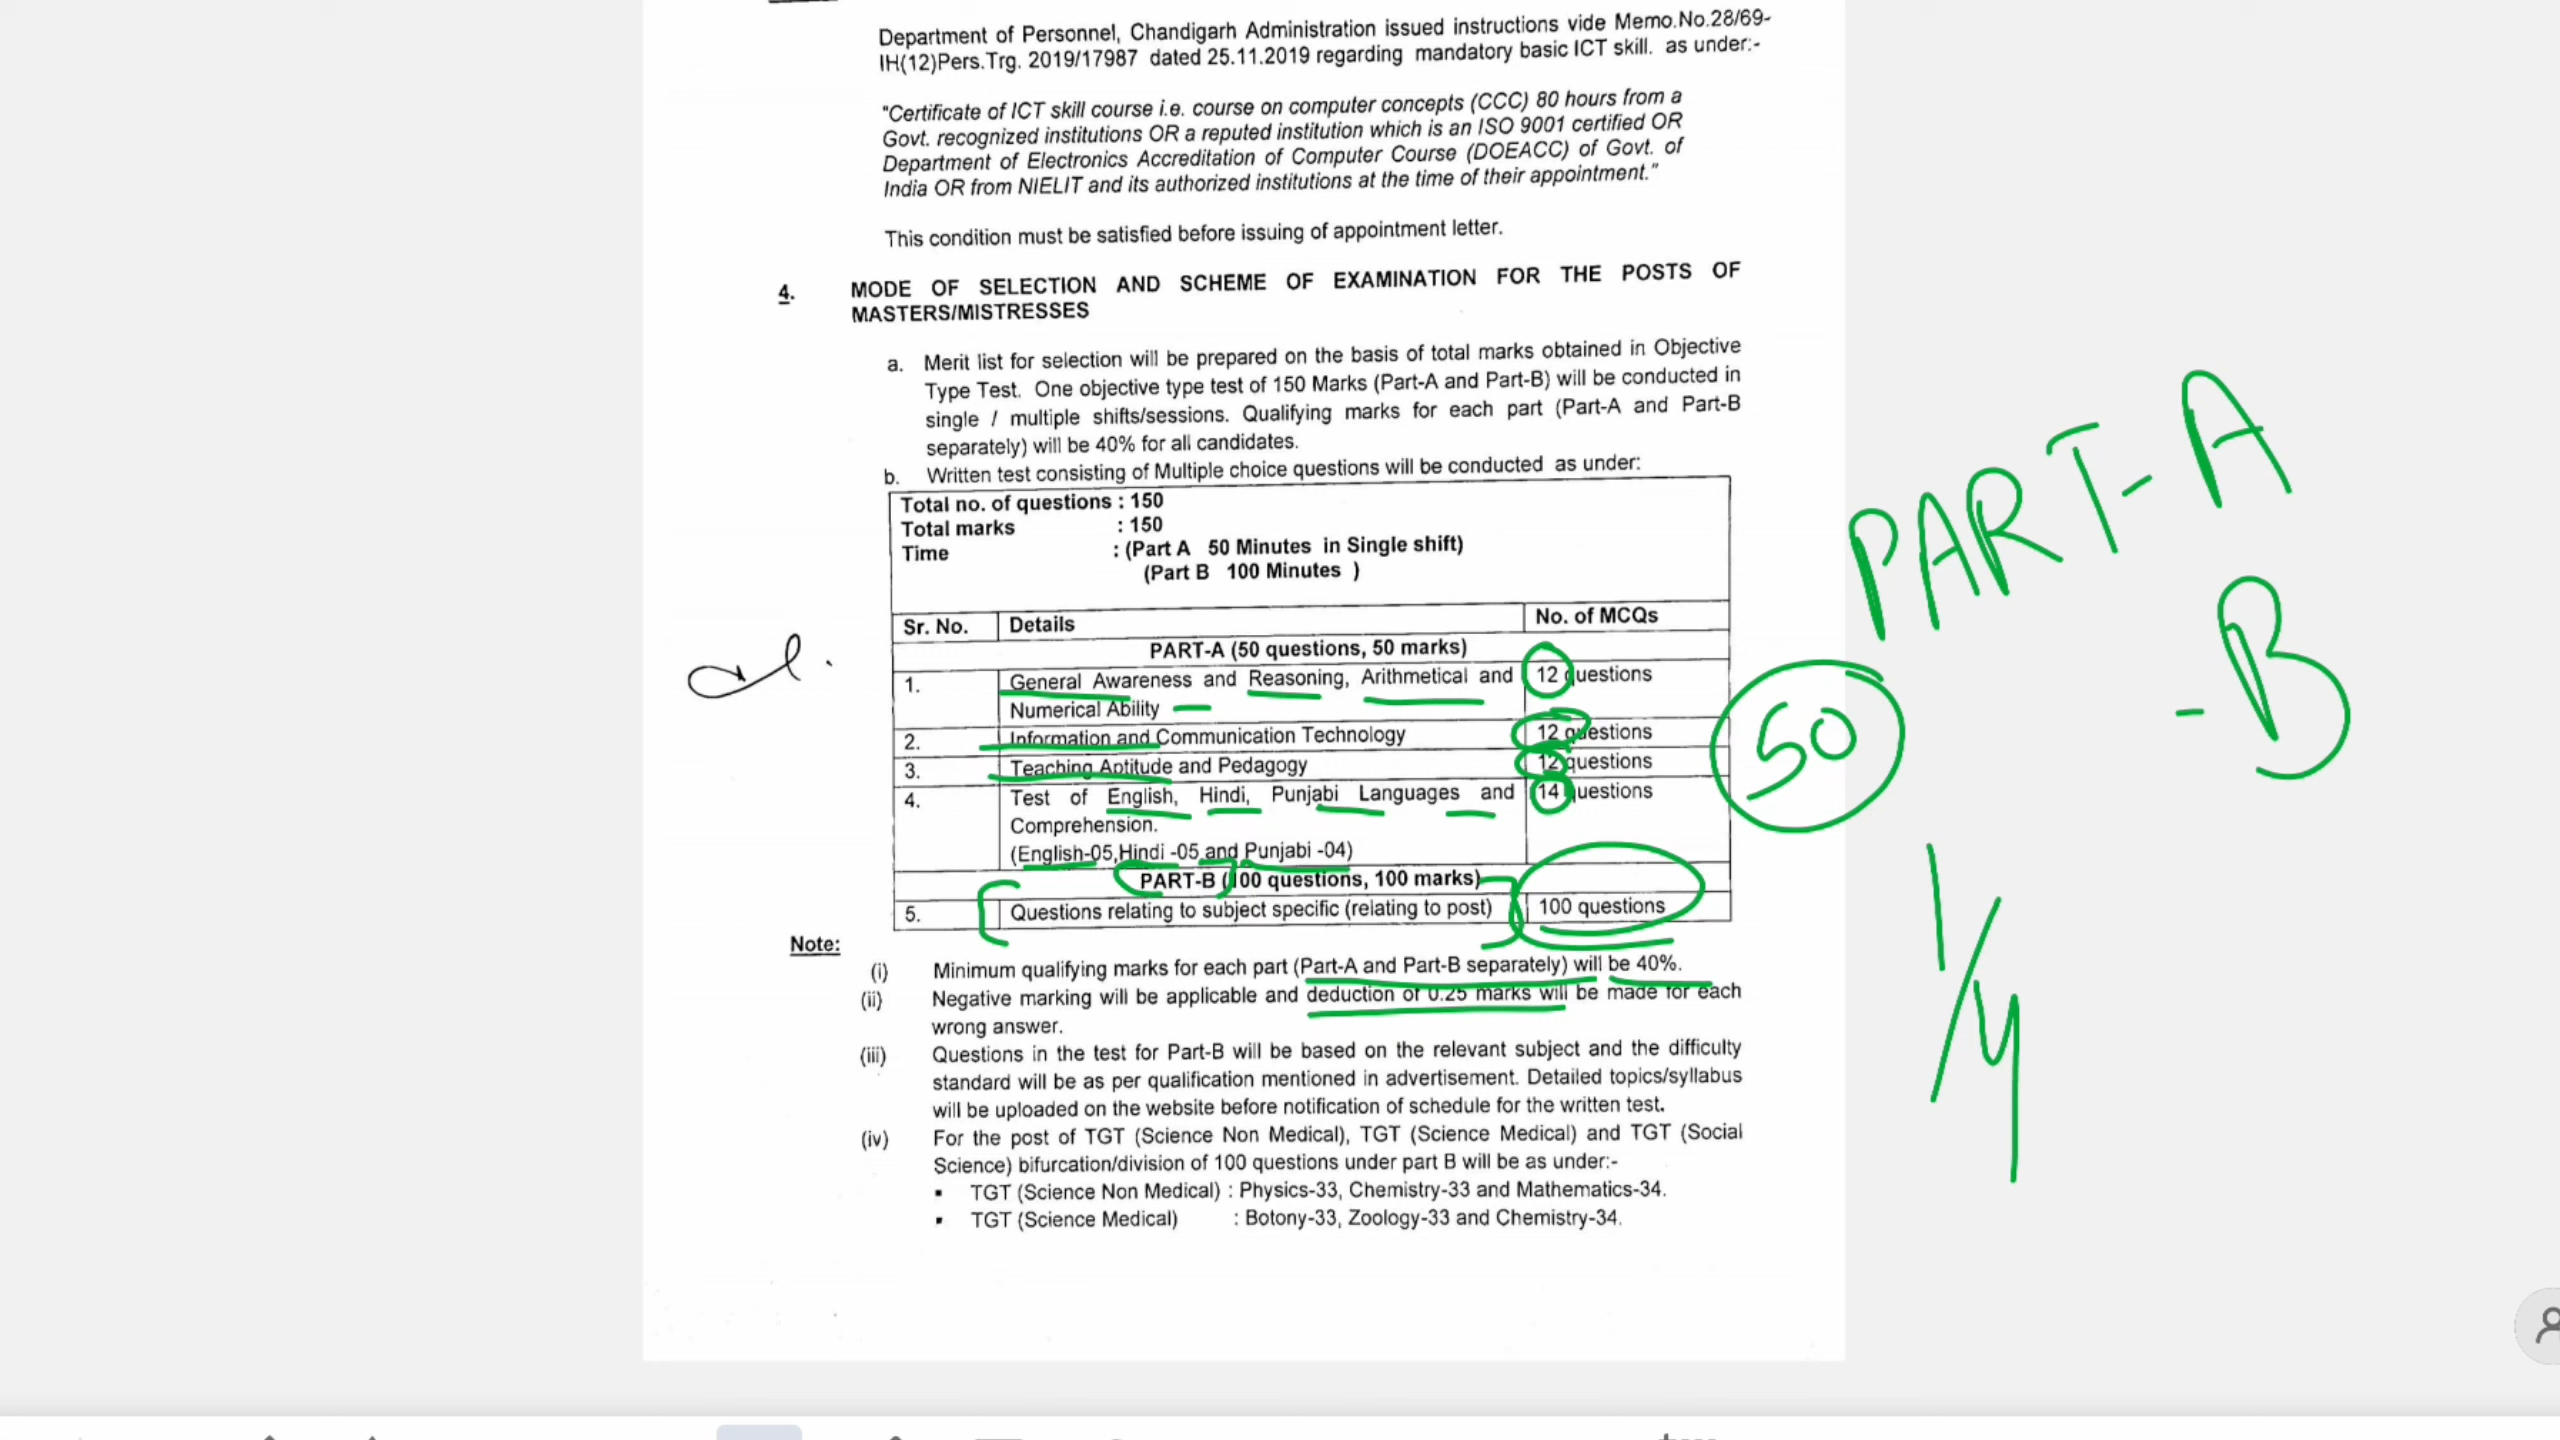 Department of Personnel, Chandigarh Administration issued instructions vide Memo.No.28/69-
IH(12)Pers.Trg. 2019/17987 dated 25.11.2019 regarding mandatory basic ICT skill. as under:-
"Certificate of ICT skill course i.e. course on computer concepts (CCC) 80 hours from a
Govt. recognized institutions OR a reputed institution which is an ISO 9001 certified OR
Department of Electronics Accreditation of Computer Course (DOEACC) of Govt. of
India OR from NIELIT and its authorized institutions at the time of their appointment."
This condition must be satisfied before issuing of appointment letter.
4. MODE OF SELECTION AND SCHEME OF EXAMINATION FOR THE POSTS OF
MASTERS/MISTRESSES
a. Merit list for selection will be prepared on the basis of total marks obtained in Objective
Type Test. One objective type test of 150 Marks (Part-A and Part-B) will be conducted in
single / multiple shifts/sessions. Qualifying marks for each part (Part-A and Part-B
separately) will be 40% for all candidates.
b. Written test consisting of Multiple choice questions will be conducted as under:
Total no. of questions : 150
Total marks : 150
Time : (Part A 50 Minutes in Single shift)
(Part B 100 Minutes )
Sr. No. Details No. of MCQs
PART-A (50 questions, 50 marks)
1. General Awareness and Reasoning, Arithmetical and 12 questions
Numerical Ability
2. Information and Communication Technology 12 questions
3. Teaching Aptitude and Pedagogy 12 questions
4. Test of English, Hindi, Punjabi Languages and 14 questions
Comprehension.
(English-05,Hindi -05 and Punjabi -04)
PART-B (100 questions, 100 marks)
5. Questions relating to subject specific (relating to post) 100 questions
Note:
(i) Minimum qualifying marks for each part (Part-A and Part-B separately) will be 40%.
(ii) Negative marking will be applicable and deduction of 0.25 marks will be made for each
wrong answer.
(iii) Questions in the test for Part-B will be based on the relevant subject and the difficulty
standard will be as per qualification mentioned in advertisement. Detailed topics/syllabus
will be uploaded on the website before notification of schedule for the written test.
(iv) For the post of TGT (Science Non Medical), TGT (Science Medical) and TGT (Social
Science) bifurcation/division of 100 questions under part B will be as under:-
▪ TGT (Science Non Medical) : Physics-33, Chemistry-33 and Mathematics-34.
▪ TGT (Science Medical) : Botony-33, Zoology-33 and Chemistry-34.
PART-A
-B
50
1/4